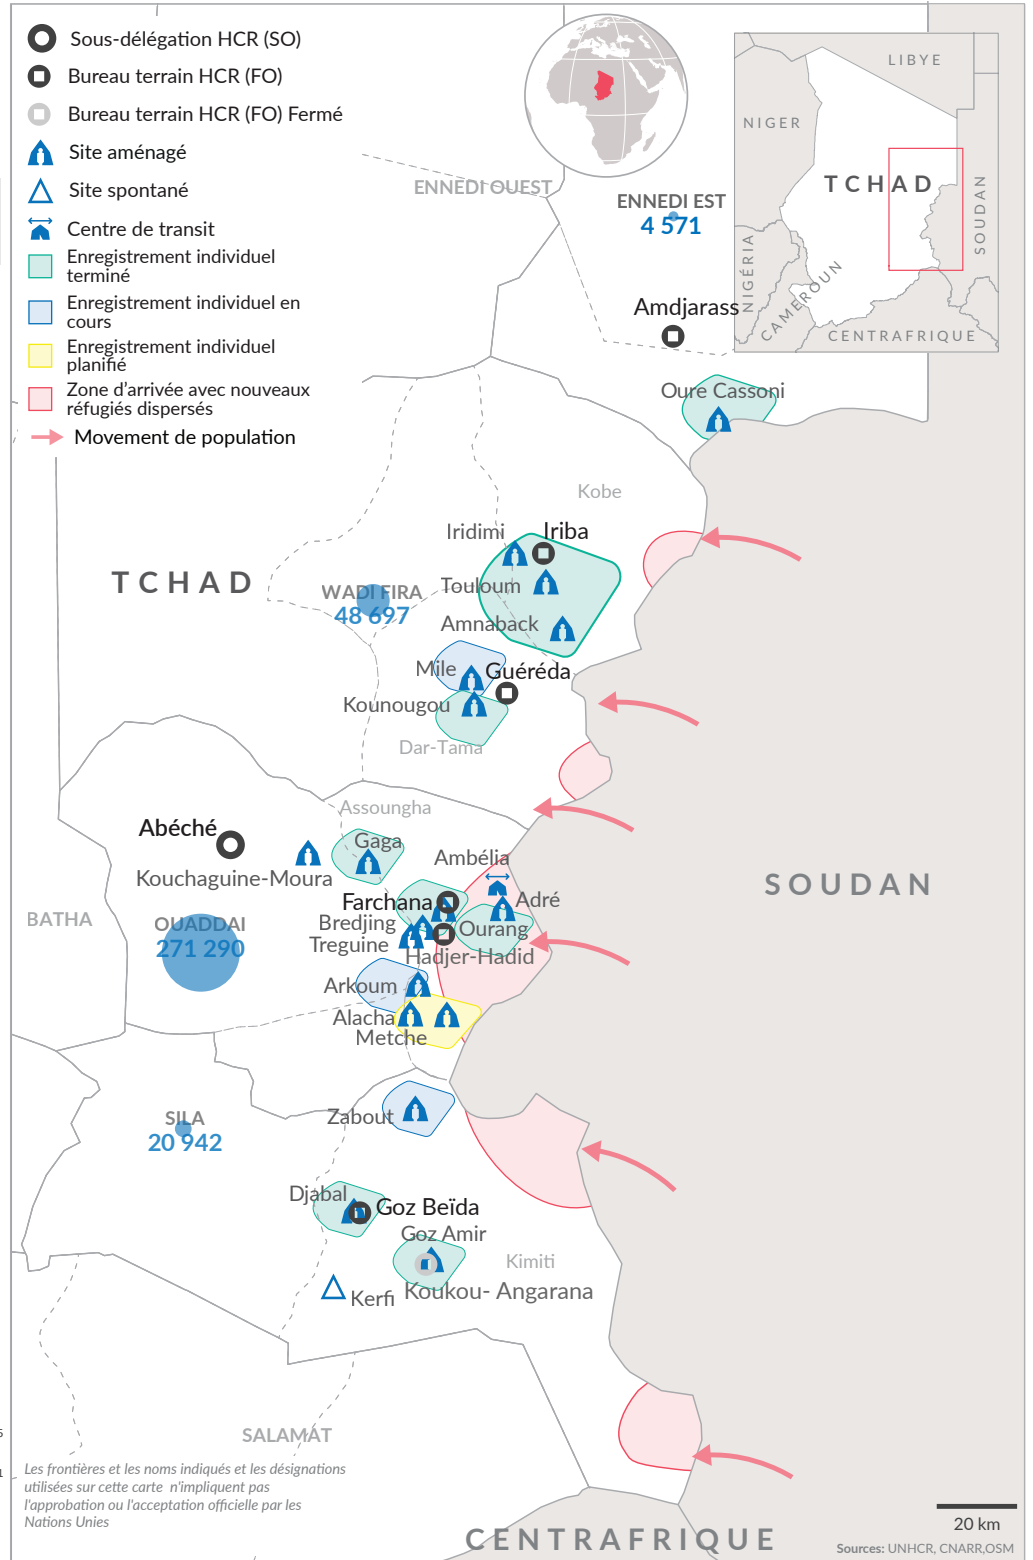 Sous-délégation HCR (SO)
Bureau terrain HCR (FO)
Bureau terrain HCR (FO) Fermé
Site aménagé
Site spontané
Centre de transit
Enregistrement individuel
terminé
Enregistrement individuel en
cours
Enregistrement individuel
planifié
Zone d'arrivée avec nouveaux
réfugiés dispersés
Movement de population
LIBYE
NIGER
TCHAD
SOUDAN
NIGÉRIA
CAMEROUN
CENTRAFRIQUE
ENNEDI OUEST
ENNEDI EST
4 571
Amdjarass
Oure Cassoni
Kobe
Iridimi
Iriba
TCHAD
WADI FIRA
48 697
Touloum
Amnaback
Mile
Guéréda
Kounougou
Dar-Tama
Assoungha
Abéché
Gaga
Ambélia
Kouchaguine-Moura
SOUDAN
Farchana
Adré
BATHA
OUADDAI
271 290
Bredjing
Ourang
Treguine
Hadjer-Hadid
Arkoum
Alacha
Metche
Zabout
SILA
20 942
Djabal
Goz Beïda
Goz Amir
Kimiti
Kerfi
Koukou- Angarana
SALAMAT
Les frontières et les noms indiqués et les désignations
utilisées sur cette carte n'impliquent pas
l'approbation ou l'acceptation officielle par les
Nations Unies
20 km
CENTRAFRIQUE
Sources: UNHCR, CNARR,OSM